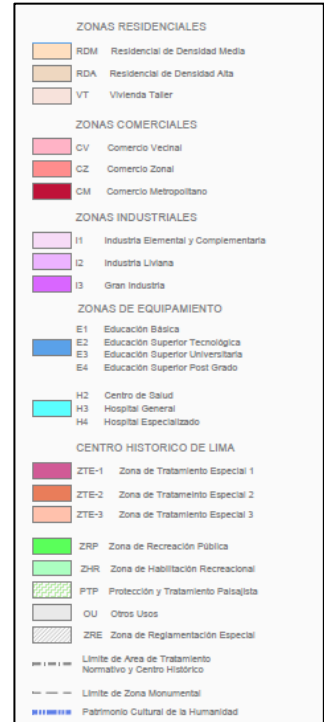 ZONAS RESIDENCIALES
RDM Residencial de Densidad Media
RDA Residencial de Densidad Alta
VT Vivienda Taller
ZONAS COMERCIALES
CV Comercio Vecinal
CZ Comercio Zonal
CM Comercio Metropolitano
ZONAS INDUSTRIALES
I1 Industria Elemental y Complementaria
I2 Industria Liviana
I3 Gran Industria
ZONAS DE EQUIPAMIENTO
E1 Educación Básica
E2 Educación Superior Tecnológica
E3 Educación Superior Universitaria
E4 Educación Superior Post Grado
H2 Centro de Salud
H3 Hospital General
H4 Hospital Especializado
CENTRO HISTORICO DE LIMA
ZTE-1 Zona de Tratamiento Especial 1
ZTE-2 Zona de Tratameinto Especial 2
ZTE-3 Zona de Tratamiento Especial 3
ZRP Zona de Recreación Pública
ZHR Zona de Habilitación Recreacional
PTP Protección y Tratamiento Paisajista
OU Otros Usos
ZRE Zona de Reglamentación Especial
Límite de Area de Tratamiento
Normativo y Centro Histórico
Límite de Zona Monumental
Patrimonio Cultural de la Humanidad